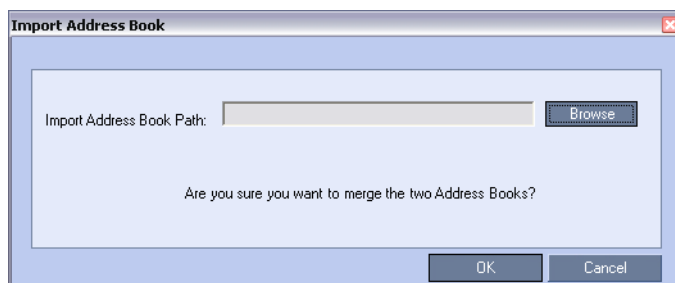 Import Address Book
Import Address Book Path:
Browse
Are you sure you want to merge the two Address Books?
OK
Cancel